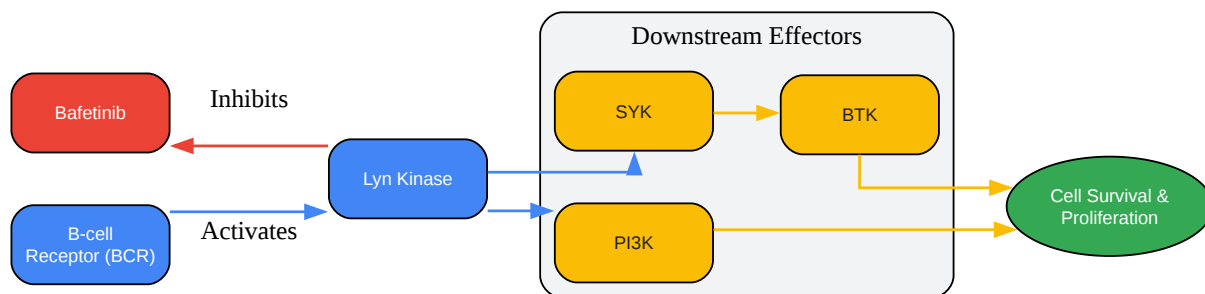 Downstream Effectors
Bafetinib
Inhibits
SYK
BTK
Lyn Kinase
B-cell
Receptor (BCR)
Activates
PI3K
Cell Survival &
Proliferation